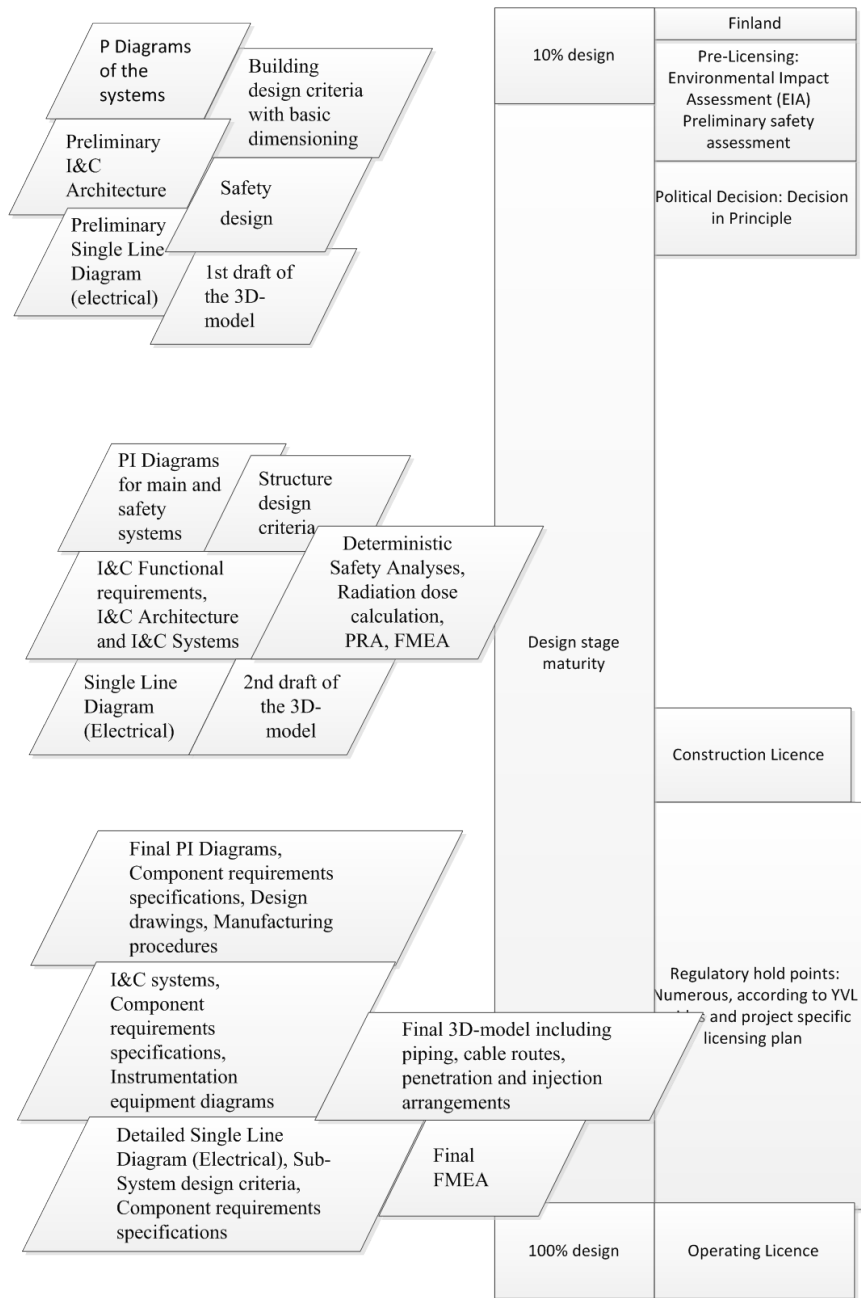 P Diagrams
of the
systems
Building
design criteria
with basic
dimensioning
Preliminary
I&C
Architecture
Safety
design
Preliminary
Single Line
Diagram
(electrical)
1st draft of
the 3D-
model
10% design
Finland
Pre-Licensing:
Environmental Impact
Assessment (EIA)
Preliminary safety
assessment
Political Decision: Decision
in Principle
PI Diagrams
for main and
safety
systems
Structure
design
criteria
I&C Functional
requirements,
I&C Architecture
and I&C Systems
Deterministic
Safety Analyses,
Radiation dose
calculation,
PRA, FMEA
Single Line
Diagram
(Electrical)
2nd draft of
the 3D-
model
Design stage
maturity
Construction Licence
Final PI Diagrams,
Component requirements
specifications, Design
drawings, Manufacturing
procedures
I&C systems,
Component
requirements
specifications,
Instrumentation
equipment diagrams
Final 3D-model including
piping, cable routes,
penetration and injection
arrangements
Detailed Single Line
Diagram (Electrical), Sub-
System design criteria,
Component requirements
specifications
Final
FMEA
Regulatory hold points:
Numerous, according to YVL
and project specific
licensing plan
100% design
Operating Licence